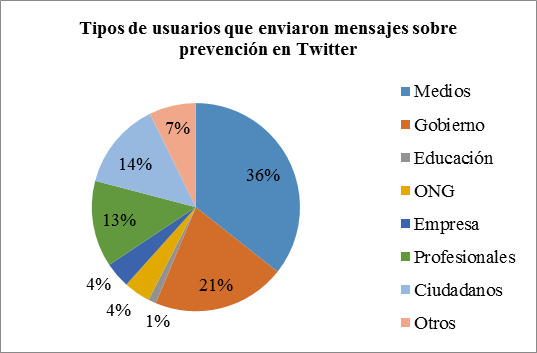 Tipos de usuarios que enviaron mensajes sobre
prevención en Twitter
36%
21%
1%
4%
4%
13%
14%
7%
Medios
Gobierno
Educación
ONG
Empresa
Profesionales
Ciudadanos
Otros